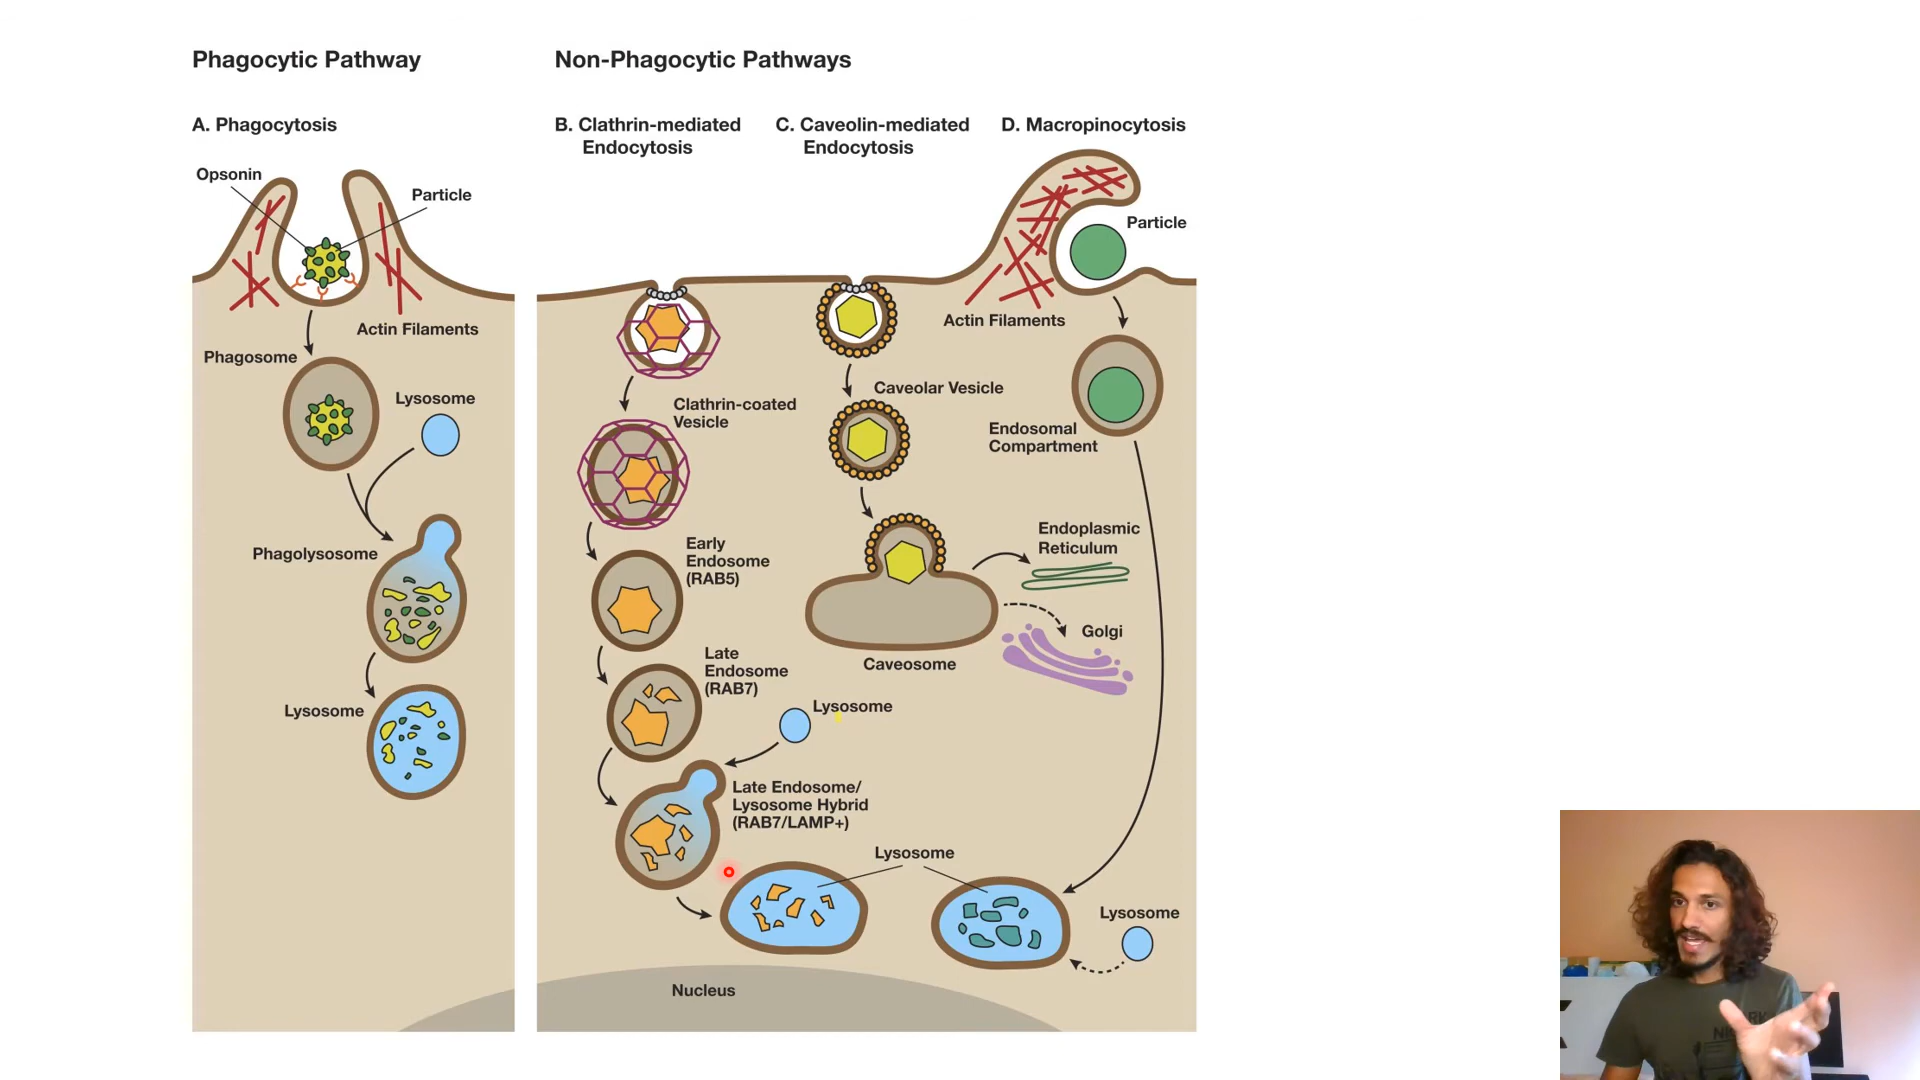 Phagocytic Pathway
Non-Phagocytic Pathways
A. Phagocytosis
B. Clathrin-mediated
Endocytosis
C. Caveolin-mediated
Endocytosis
D. Macropinocytosis
Opsonin
Particle
Actin Filaments
Phagosome
Lysosome
Phagolysosome
Lysosome
Clathrin-coated
Vesicle
Early
Endosome
(RAB5)
Late
Endosome
(RAB7)
Lysosome
Late Endosome/
Lysosome Hybrid
(RAB7/LAMP+)
Lysosome
Caveolar Vesicle
Caveosome
Endoplasmic
Reticulum
Golgi
Particle
Actin Filaments
Endosomal
Compartment
Lysosome
Nucleus